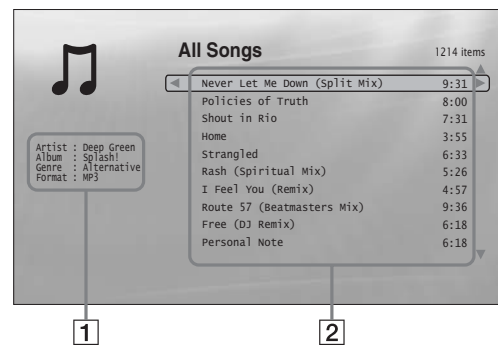 All Songs
1214 items
Never Let Me Down (Split Mix) 9:31
Policies of Truth 8:00
Shout in Rio 7:31
Home 3:55
Strangled 6:33
Rash (Spiritual Mix) 5:26
I Feel You (Remix) 4:57
Route 57 (Beatmasters Mix) 9:36
Free (DJ Remix) 6:18
Personal Note 6:18
Artist : Deep Green
Album : Splash!
Genre : Alternative
Format : MP3
1 2